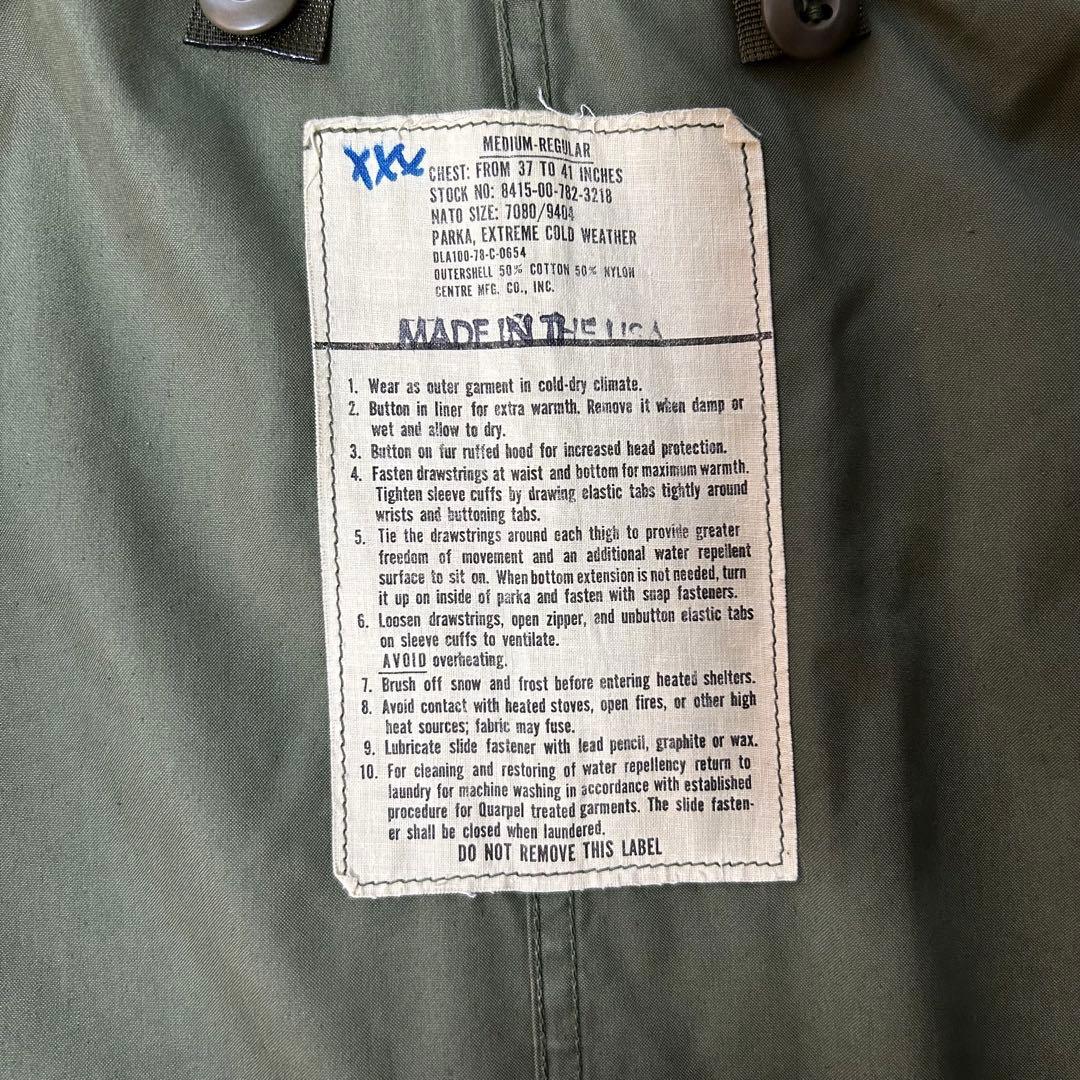 XXX
MEDIUM-REGULAR
CHEST: FROM 37 TO 41 INCHES
STOCK NO: 8415-00-782-3218
NATO SIZE: 7080/9404
PARKA, EXTREME COLD WEATHER
DLA100-78-C-0654
OUTERSHELL 50% COTTON 50% NYLON
CENTRE MFG. CO., INC.
MADE IN THE USA
1. Wear as outer garment in cold-dry climate.
2. Button in liner for extra warmth. Remove it when damp or
wet and allow to dry.
3. Button on fur ruffed hood for increased head protection.
4. Fasten drawstrings at waist and bottom for maximum warmth.
Tighten sleeve cuffs by drawing elastic tabs tightly around
wrists and buttoning tabs.
5. Tie the drawstrings around each thigh to provide greater
freedom of movement and an additional water repellent
surface to sit on. When bottom extension is not needed, turn
it up on inside of parka and fasten with snap fasteners.
6. Loosen drawstrings, open zipper, and unbutton elastic tabs
on sleeve cuffs to ventilate.
AVOID overheating.
7. Brush off snow and frost before entering heated shelters.
8. Avoid contact with heated stoves, open fires, or other high
heat sources; fabric may fuse.
9. Lubricate slide fastener with lead pencil, graphite or wax.
10. For cleaning and restoring of water repellency return to
laundry for machine washing in accordance with established
procedure for Quarpel treated garments. The slide fasten-
er shall be closed when laundered.
DO NOT REMOVE THIS LABEL